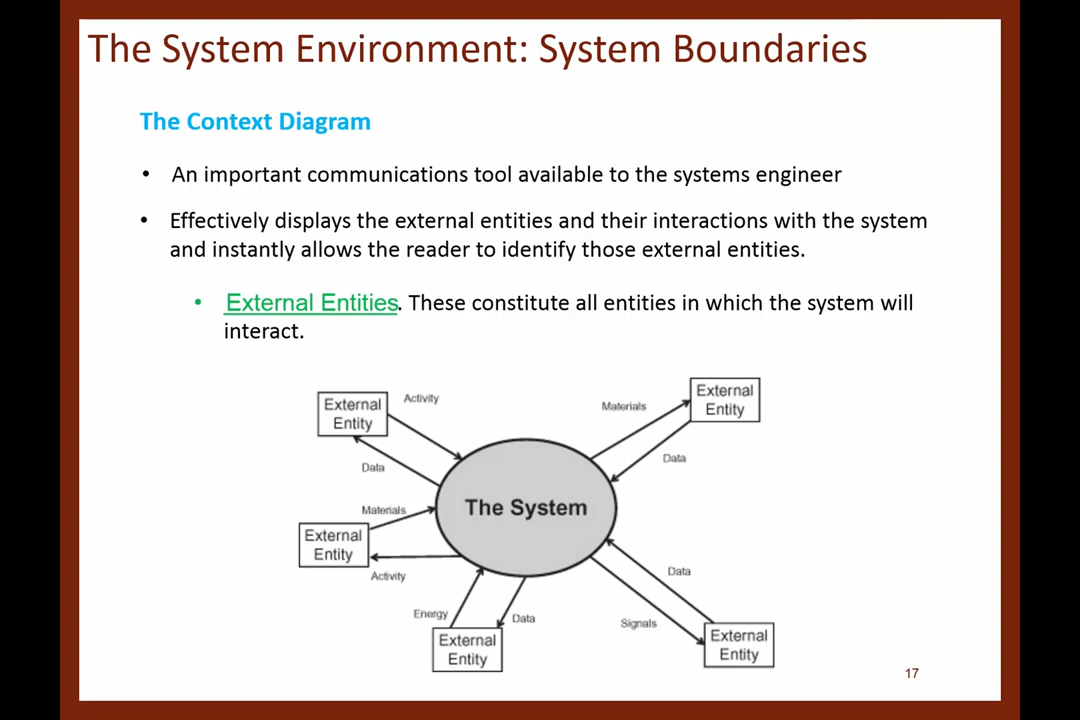 The System Environment: System Boundaries
The Context Diagram
• An important communications tool available to the systems engineer
• Effectively displays the external entities and their interactions with the system
and instantly allows the reader to identify those external entities.
• External Entities. These constitute all entities in which the system will
interact.
External
Entity
Activity
Data
Materials
External
Entity
Data
The System
Materials
External
Entity
Activity
Energy
Data
External
Entity
Data
Signals
External
Entity
17